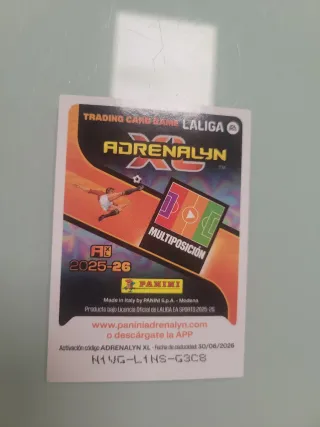 TRADING CARD GAME LALIGA
ADRENALYN
XL
MULTIPOSICIÓN
2025-26
PANINI
Made in Italy by PANINI S.p.A - Modena
Producto bajo Licencia Oficial de LALIGA EA SPORTS 2025-26
www.paniniadrenalyn.com
o descárgate la APP
Activación código ADRENALYN XL - Fecha de caducidad 30/06/2026
N1VG-L1NS-G3C8